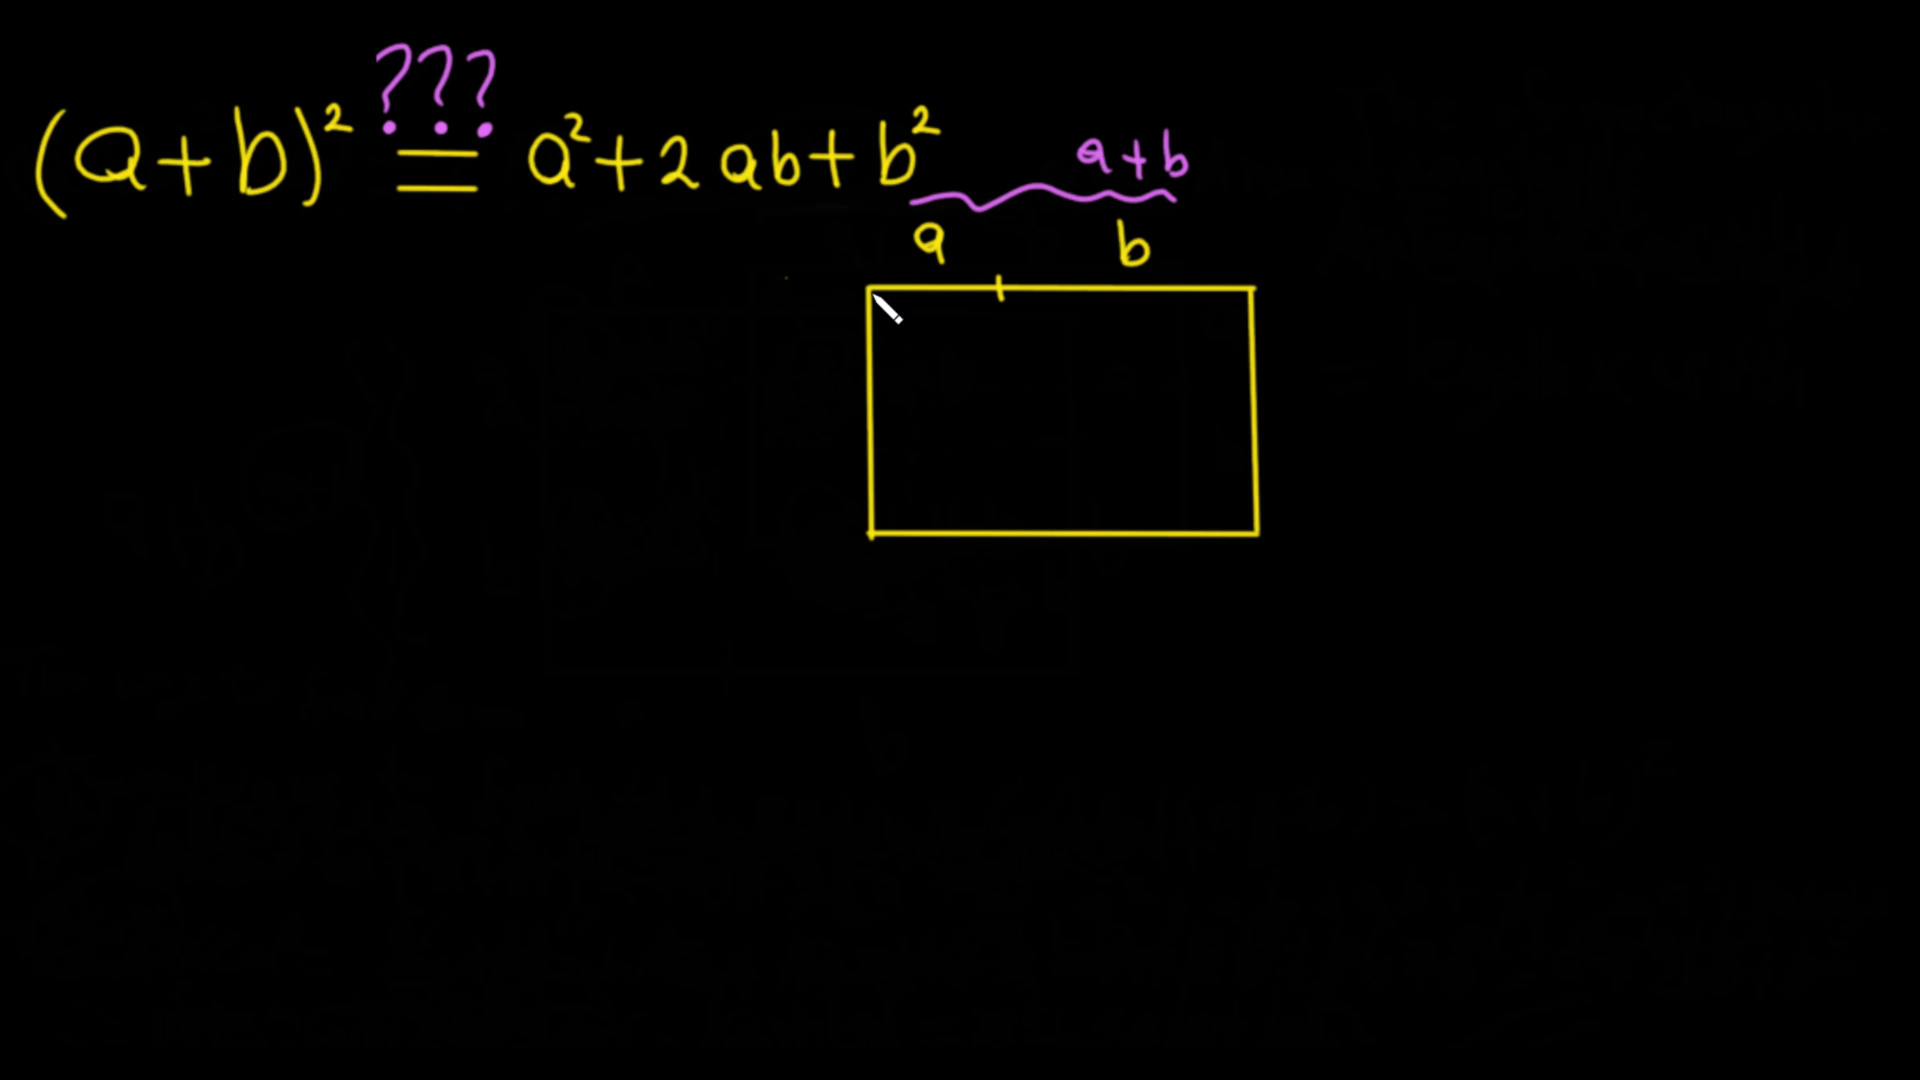 ???
(a+b)² = a²+2ab+b²
a+b
a b